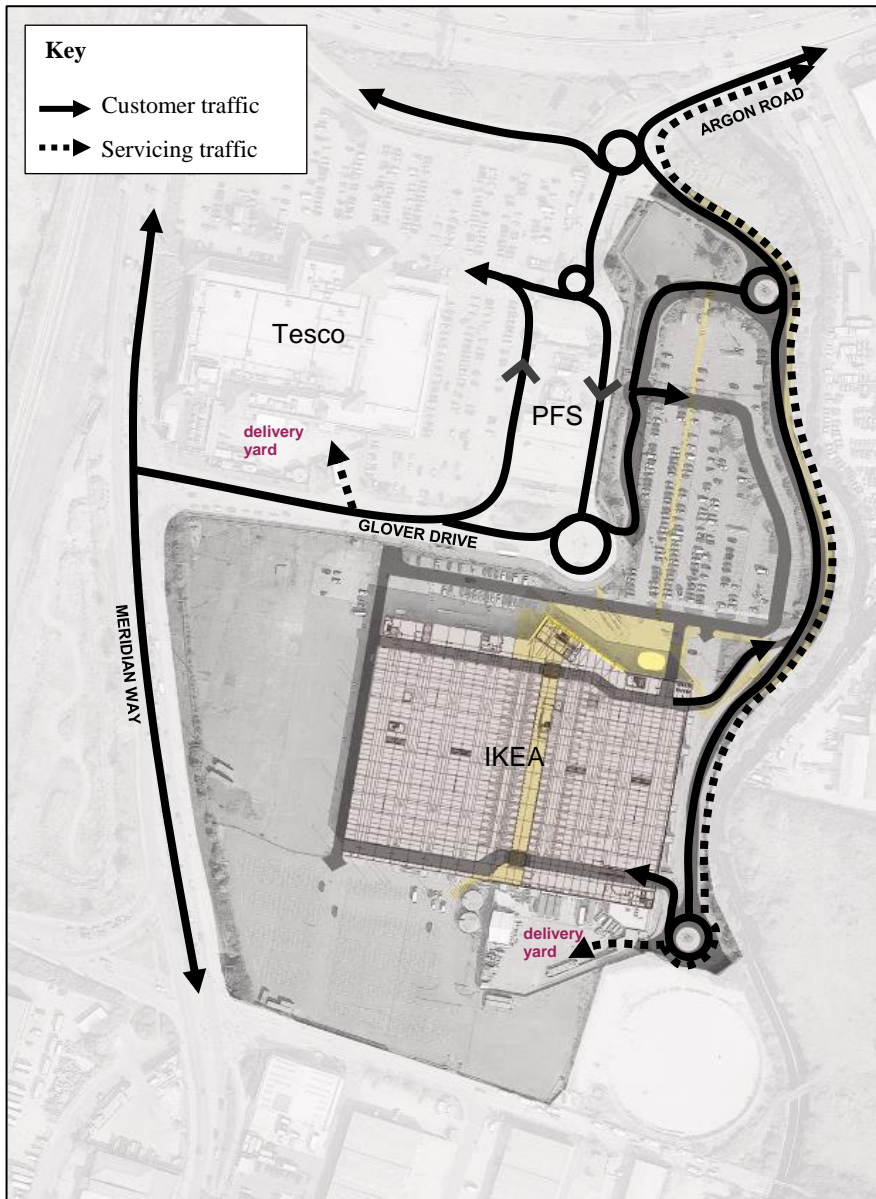 Key
Customer traffic
Servicing traffic
ARGON ROAD
Tesco
PFS
delivery
yard
GLOVER DRIVE
MERIDIAN WAY
IKEA
delivery
yard